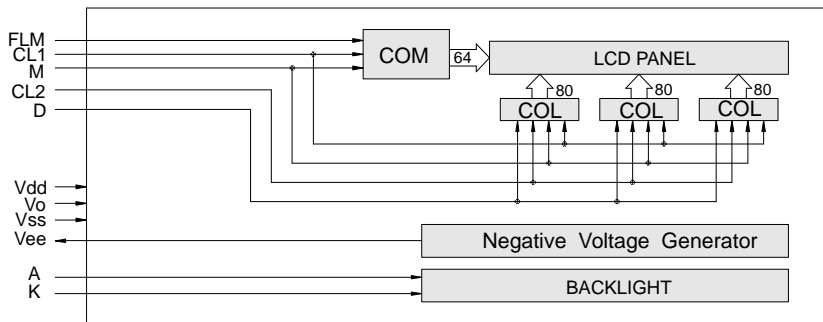 FLM
CL1
M
CL2
D
COM
64
LCD PANEL
80
80
80
COL
COL
COL
Vdd
Vo
Vss
Vee
Negative Voltage Generator
A
K
BACKLIGHT